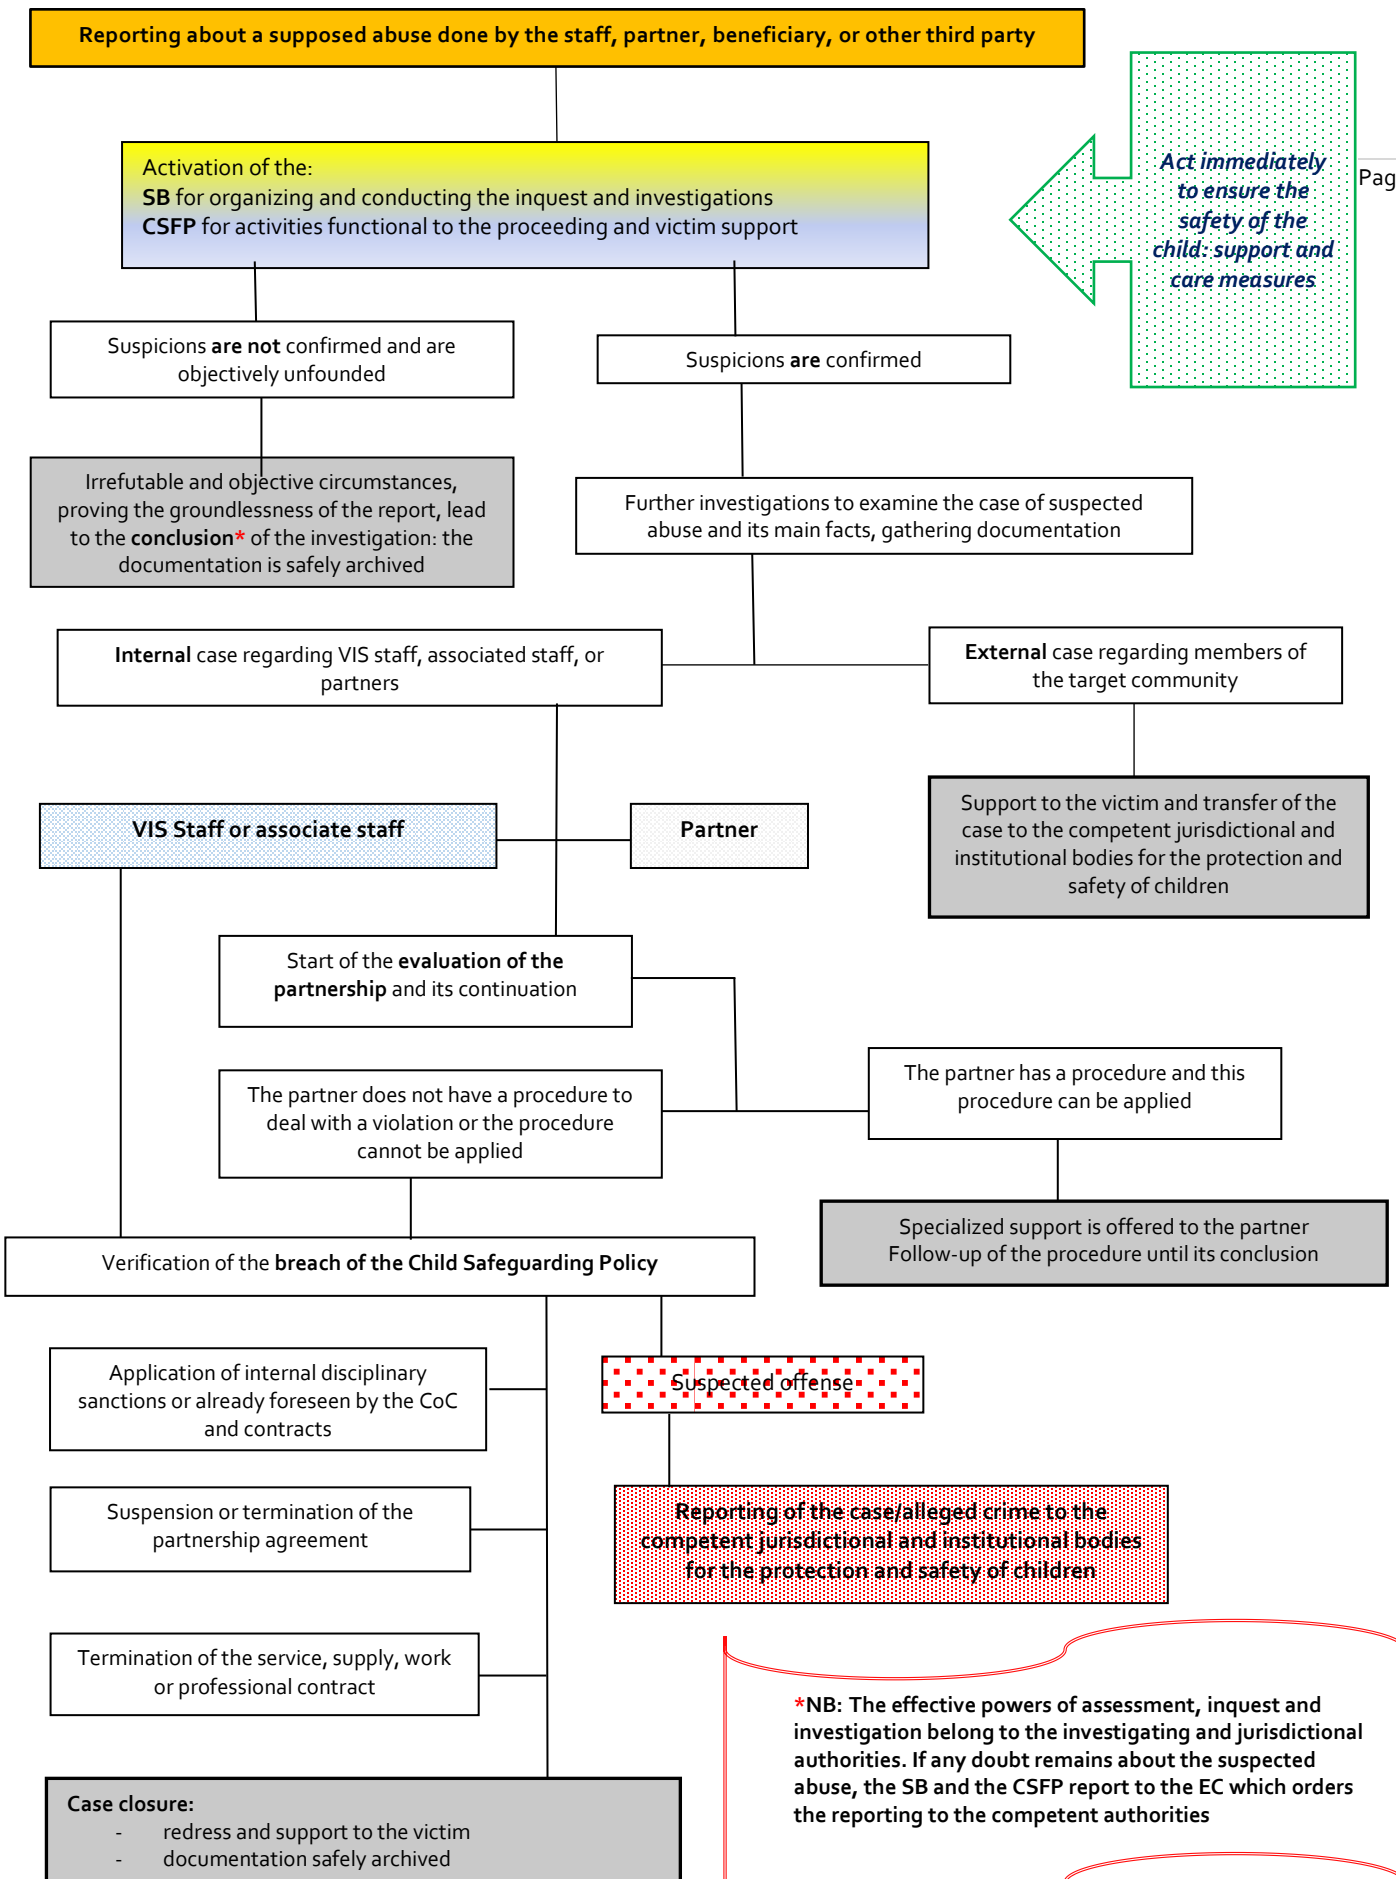 Reporting about a supposed abuse done by the staff, partner, beneficiary, or other third party
Act immediately
to ensure the
safety of the
child: support and
care measures
Pag
Activation of the:
SB for organizing and conducting the inquest and investigations
CSFP for activities functional to the proceeding and victim support
Suspicions are not confirmed and are
objectively unfounded
Suspicions are confirmed
Irrefutable and objective circumstances,
proving the groundlessness of the report, lead
to the conclusion* of the investigation: the
documentation is safely archived
Further investigations to examine the case of suspected
abuse and its main facts, gathering documentation
Internal case regarding VIS staff, associated staff, or
partners
External case regarding members of
the target community
Support to the victim and transfer of the
case to the competent jurisdictional and
institutional bodies for the protection and
safety of children
VIS Staff or associate staff
Partner
Start of the evaluation of the
partnership and its continuation
The partner does not have a procedure to
deal with a violation or the procedure
cannot be applied
The partner has a procedure and this
procedure can be applied
Specialized support is offered to the partner
Follow-up of the procedure until its conclusion
Verification of the breach of the Child Safeguarding Policy
Application of internal disciplinary
sanctions or already foreseen by the CoC
and contracts
Suspected offense
Suspension or termination of the
partnership agreement
Reporting of the case/alleged crime to the
competent jurisdictional and institutional bodies
for the protection and safety of children
Termination of the service, supply, work
or professional contract
*NB: The effective powers of assessment, inquest and
investigation belong to the investigating and jurisdictional
authorities. If any doubt remains about the suspected
abuse, the SB and the CSFP report to the EC which orders
the reporting to the competent authorities
Case closure:
- redress and support to the victim
- documentation safely archived